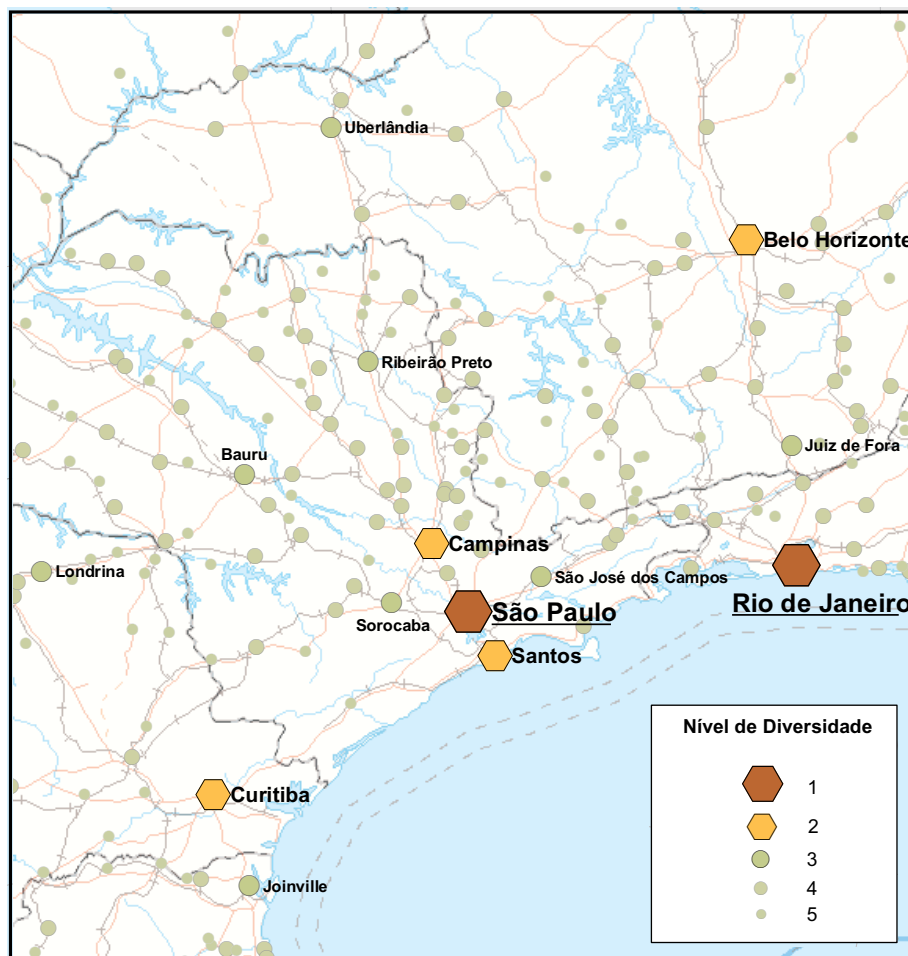 Uberlândia
Belo Horizonte
Ribeirão Preto
Juiz de Fora
Bauru
Campinas
Londrina
São José dos Campos
Rio de Janeiro
São Paulo
Sorocaba
Santos
Nível de Diversidade
1
2
3
4
5
Curitiba
Joinville